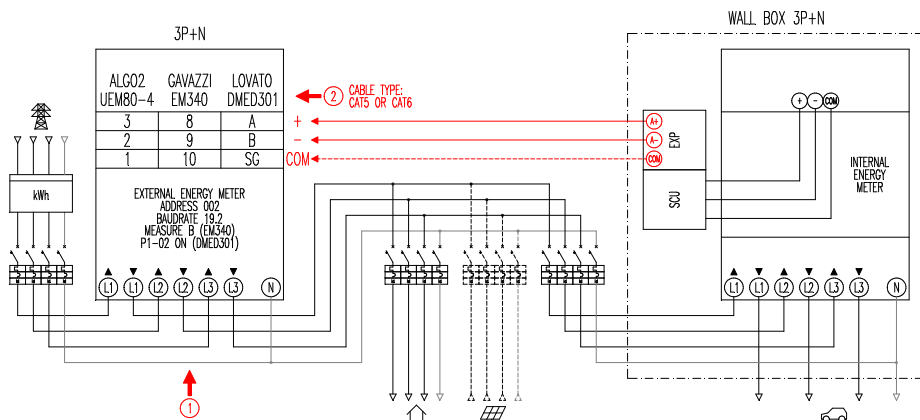 WALL BOX 3P+N
3P+N
ALGO2 GAVAZZI LOVATO
UEM80-4 EM340 DMED301
3 8 A
2 9 B
1 10 SG
2 CABLE TYPE:
CAT5 OR CAT6
+
-
COM
A+
A-
COM
EXP
SCU
+ - COM
INTERNAL
ENERGY
METER
kWh
EXTERNAL ENERGY METER
ADDRESS 002
BAUDRATE 19.2
MEASURE B (EM340)
P1-02 ON (DMED301)
L1 L1 L2 L2 L3 L3 N
L1 L1 L2 L2 L3 L3 N
1